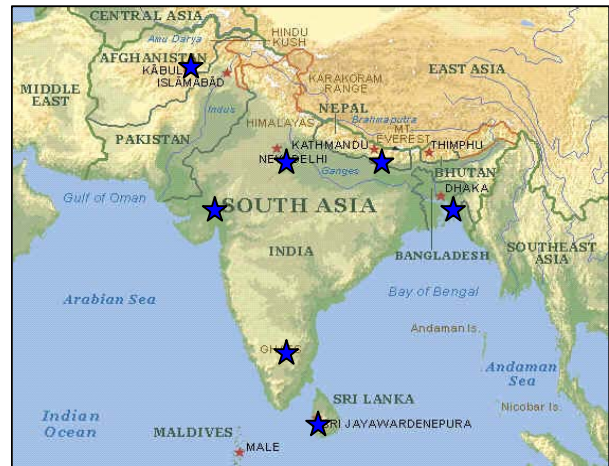 CENTRAL ASIA
HINDU
KUSH
Amu Darya
AFGHANISTAN
KĀBUL
ISLĀMĀBĀD
MIDDLE
EAST
KARAKORAM
RANGE
EAST ASIA
Indus
NEPAL
Brahmaputra
HIMALAYAS
MT.
EVEREST
PAKISTAN
KATHMANDU
THIMPHU
NEW DELHI
Ganges
BHUTAN
DHAKA
Gulf of Oman
SOUTH ASIA
INDIA
BANGLADESH
SOUTHEAST
ASIA
Arabian Sea
Bay of Bengal
Andaman Is.
Andaman
Sea
SRI LANKA
Nicobar Is.
Indian
Ocean
SRI JAYAWARDENEPURA
MALDIVES
MALE